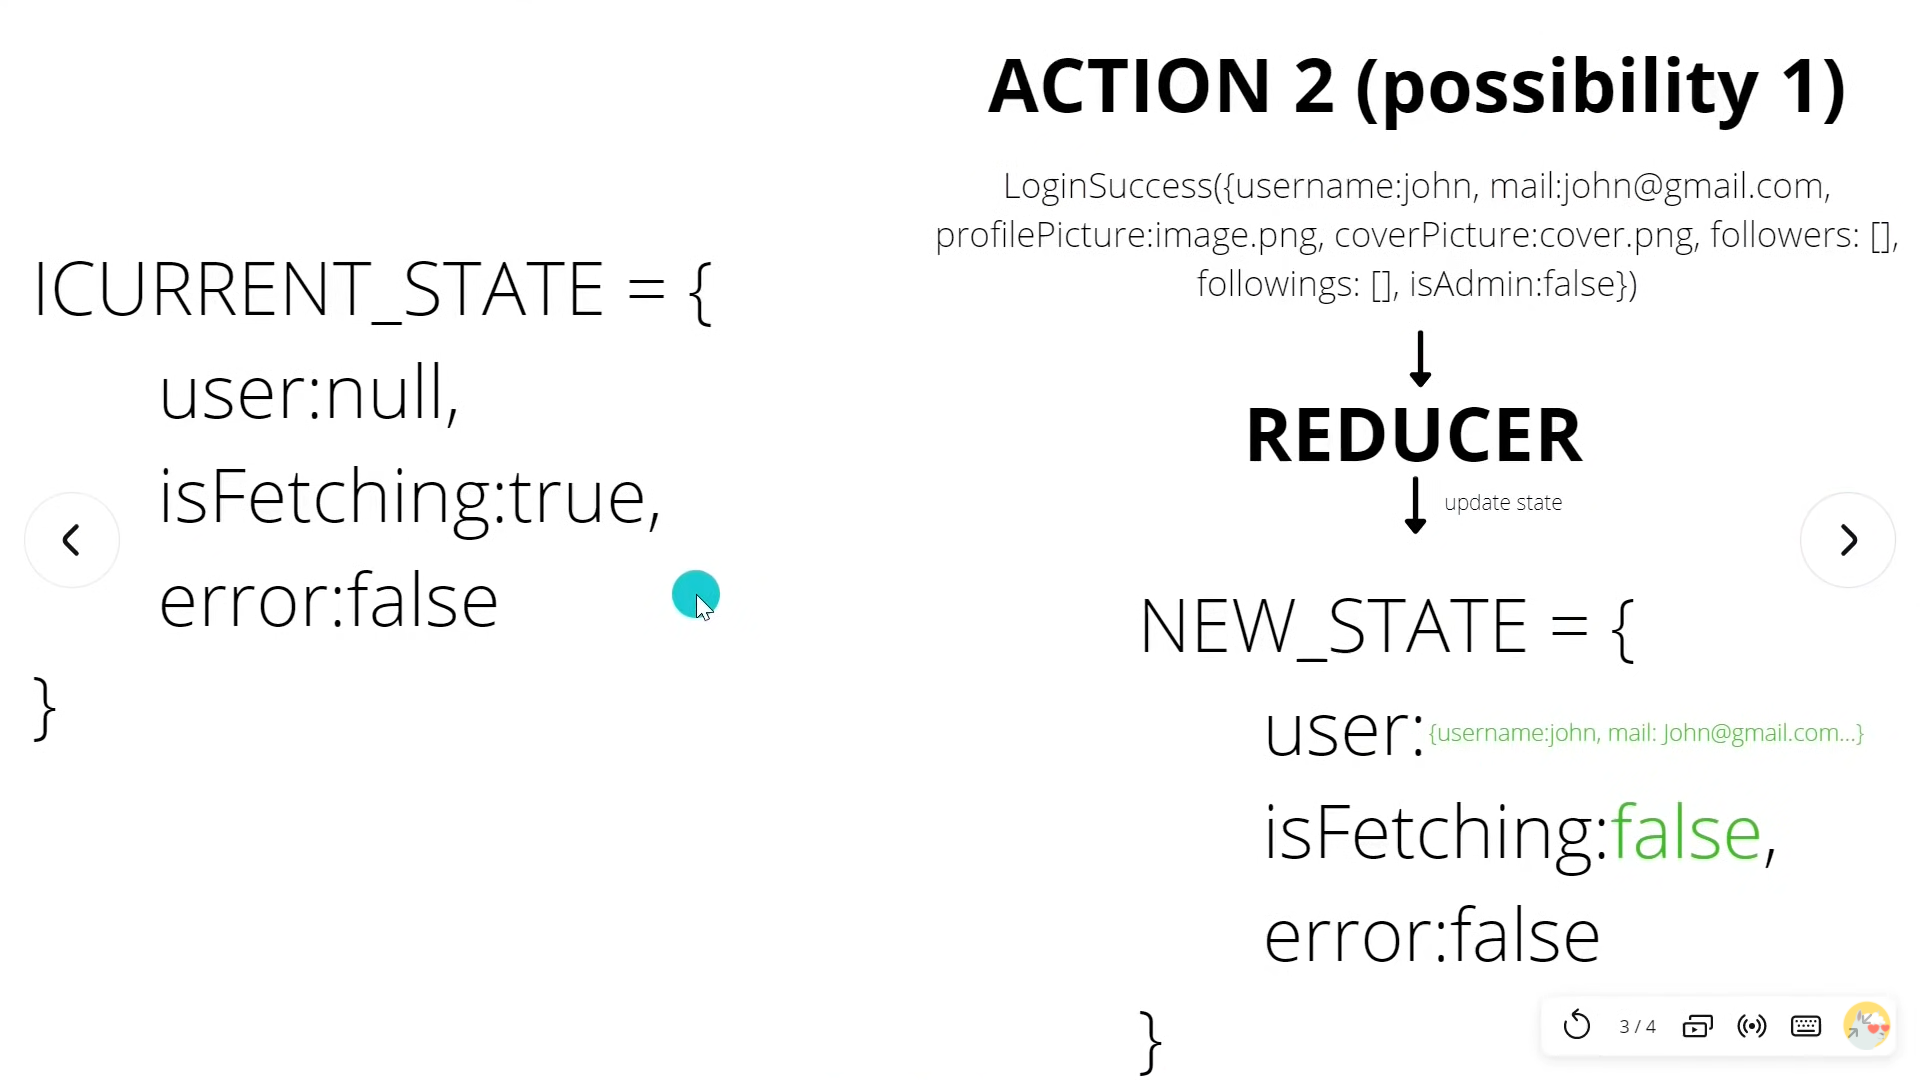 ACTION 2 (possibility 1)
LoginSuccess({username:john, mail:john@gmail.com,
profilePicture:image.png, coverPicture:cover.png, followers: [],
followings: [], isAdmin:false})
ICURRENT_STATE = {
user:null,
isFetching:true,
error:false
}
REDUCER
update state
NEW_STATE = {
user:{username:john, mail: John@gmail.com...}
isFetching:false,
error:false
}
3 / 4